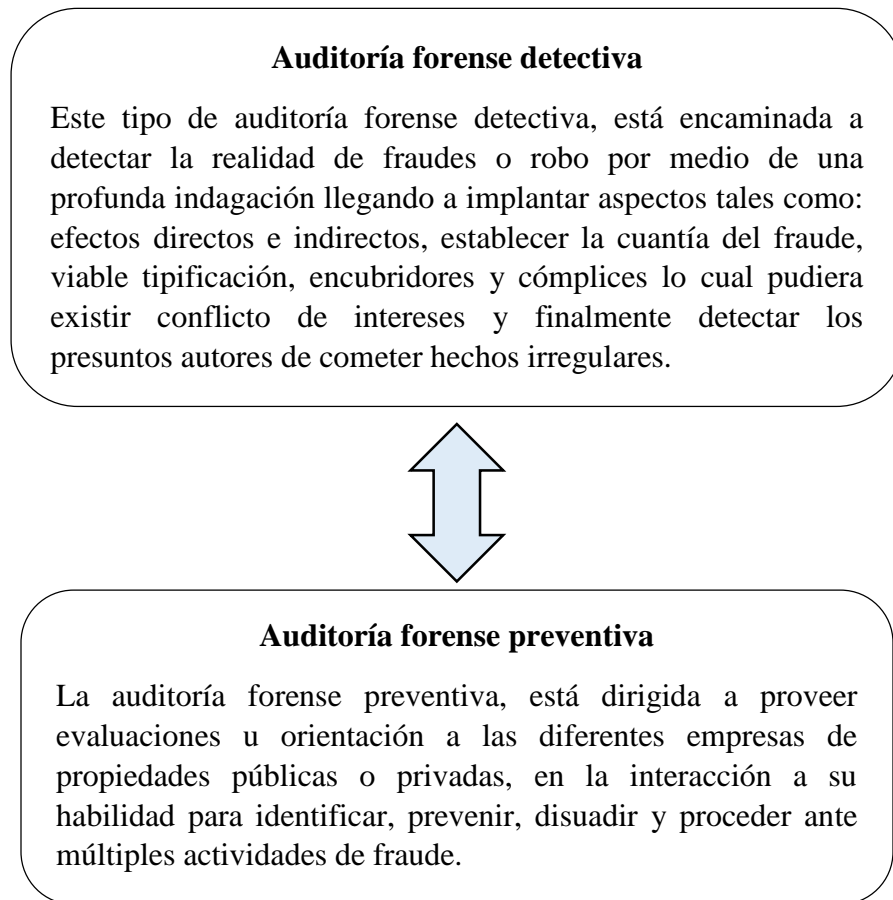 Auditoría forense detectiva
Este tipo de auditoría forense detectiva, está encaminada a
detectar la realidad de fraudes o robo por medio de una
profunda indagación llegando a implantar aspectos tales como:
efectos directos e indirectos, establecer la cuantía del fraude,
viable tipificación, encubridores y cómplices lo cual pudiera
existir conflicto de intereses y finalmente detectar los
presuntos autores de cometer hechos irregulares.
Auditoría forense preventiva
La auditoría forense preventiva, está dirigida a proveer
evaluaciones u orientación a las diferentes empresas de
propiedades públicas o privadas, en la interacción a su
habilidad para identificar, prevenir, disuadir y proceder ante
múltiples actividades de fraude.